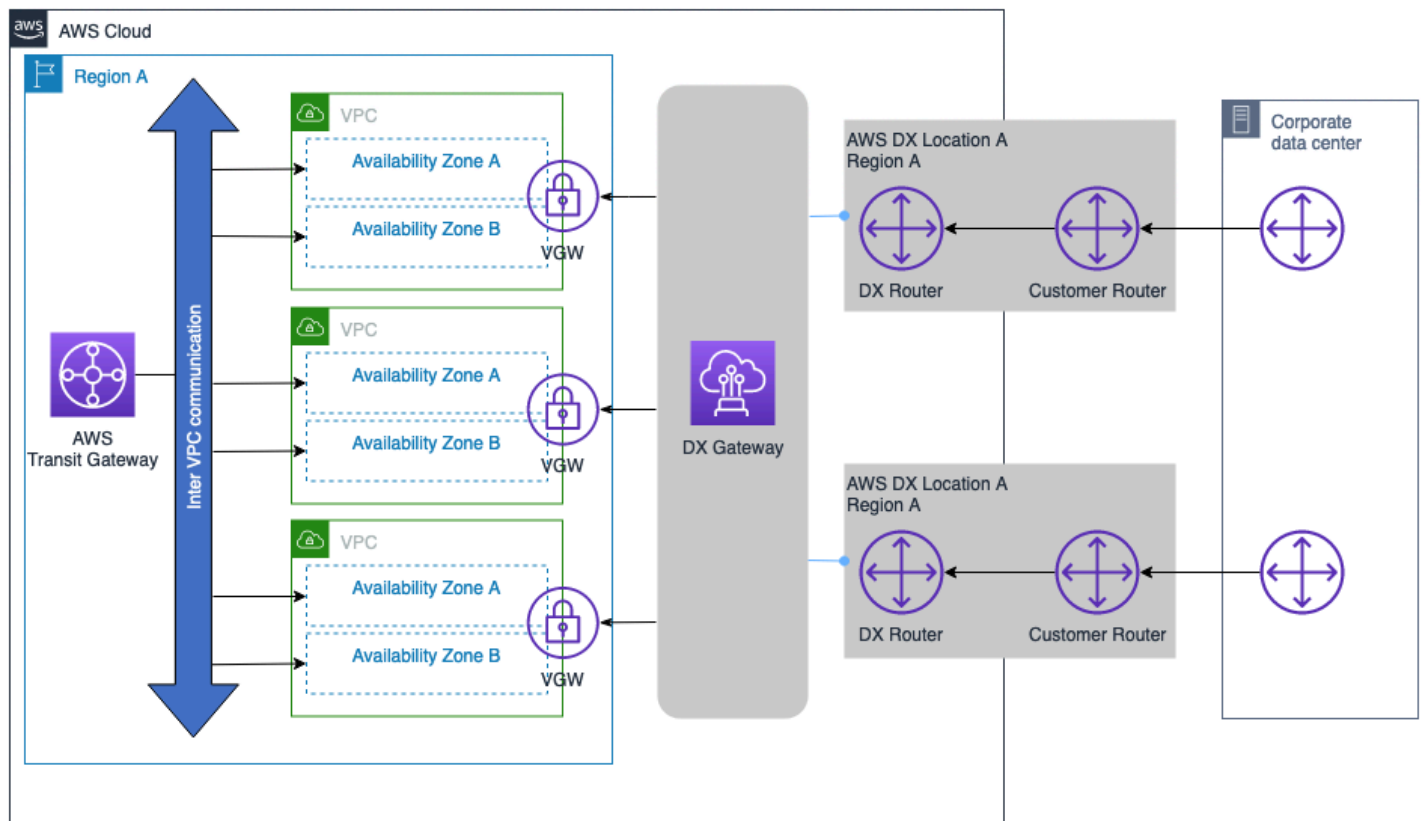 aws
AWS Cloud
Region A
Inter VPC communication
AWS
Transit Gateway
VPC
Availability Zone A
Availability Zone B
VGW
VPC
Availability Zone A
Availability Zone B
VGW
VPC
Availability Zone A
Availability Zone B
VGW
DX Gateway
AWS DX Location A
Region A
DX Router
Customer Router
AWS DX Location A
Region A
DX Router
Customer Router
Corporate
data center